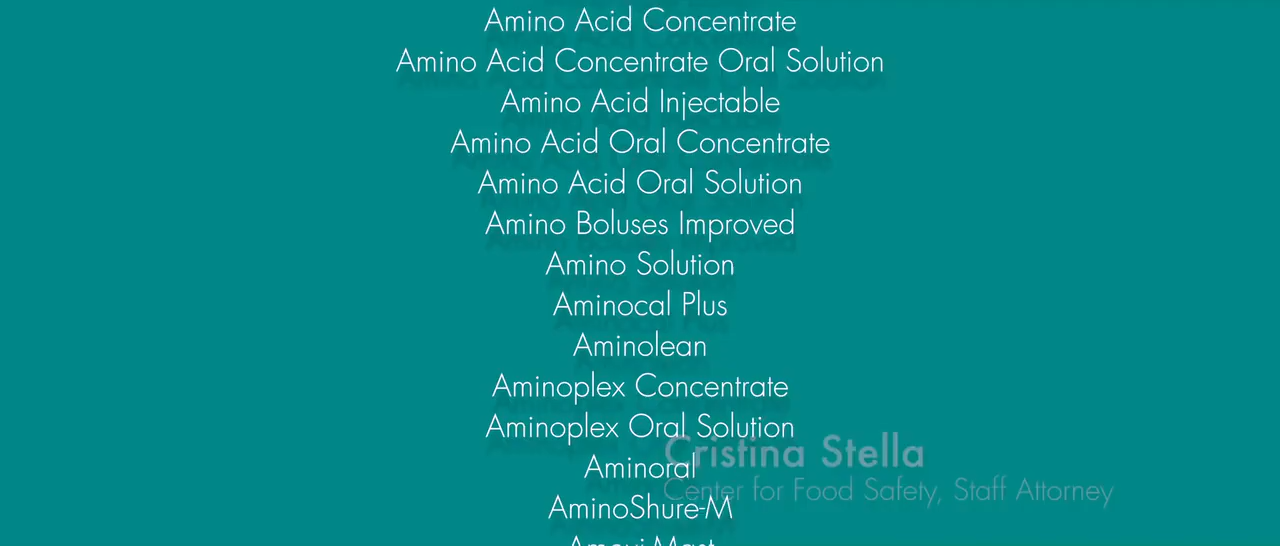 Amino Acid Concentrate
Amino Acid Concentrate Oral Solution
Amino Acid Injectable
Amino Acid Oral Concentrate
Amino Acid Oral Solution
Amino Boluses Improved
Amino Solution
Aminocal Plus
Aminolean
Aminoplex Concentrate
Aminoplex Oral Solution
Cristina Stella
Aminoral
Center for Food Safety, Staff Attorney
AminoShure-M